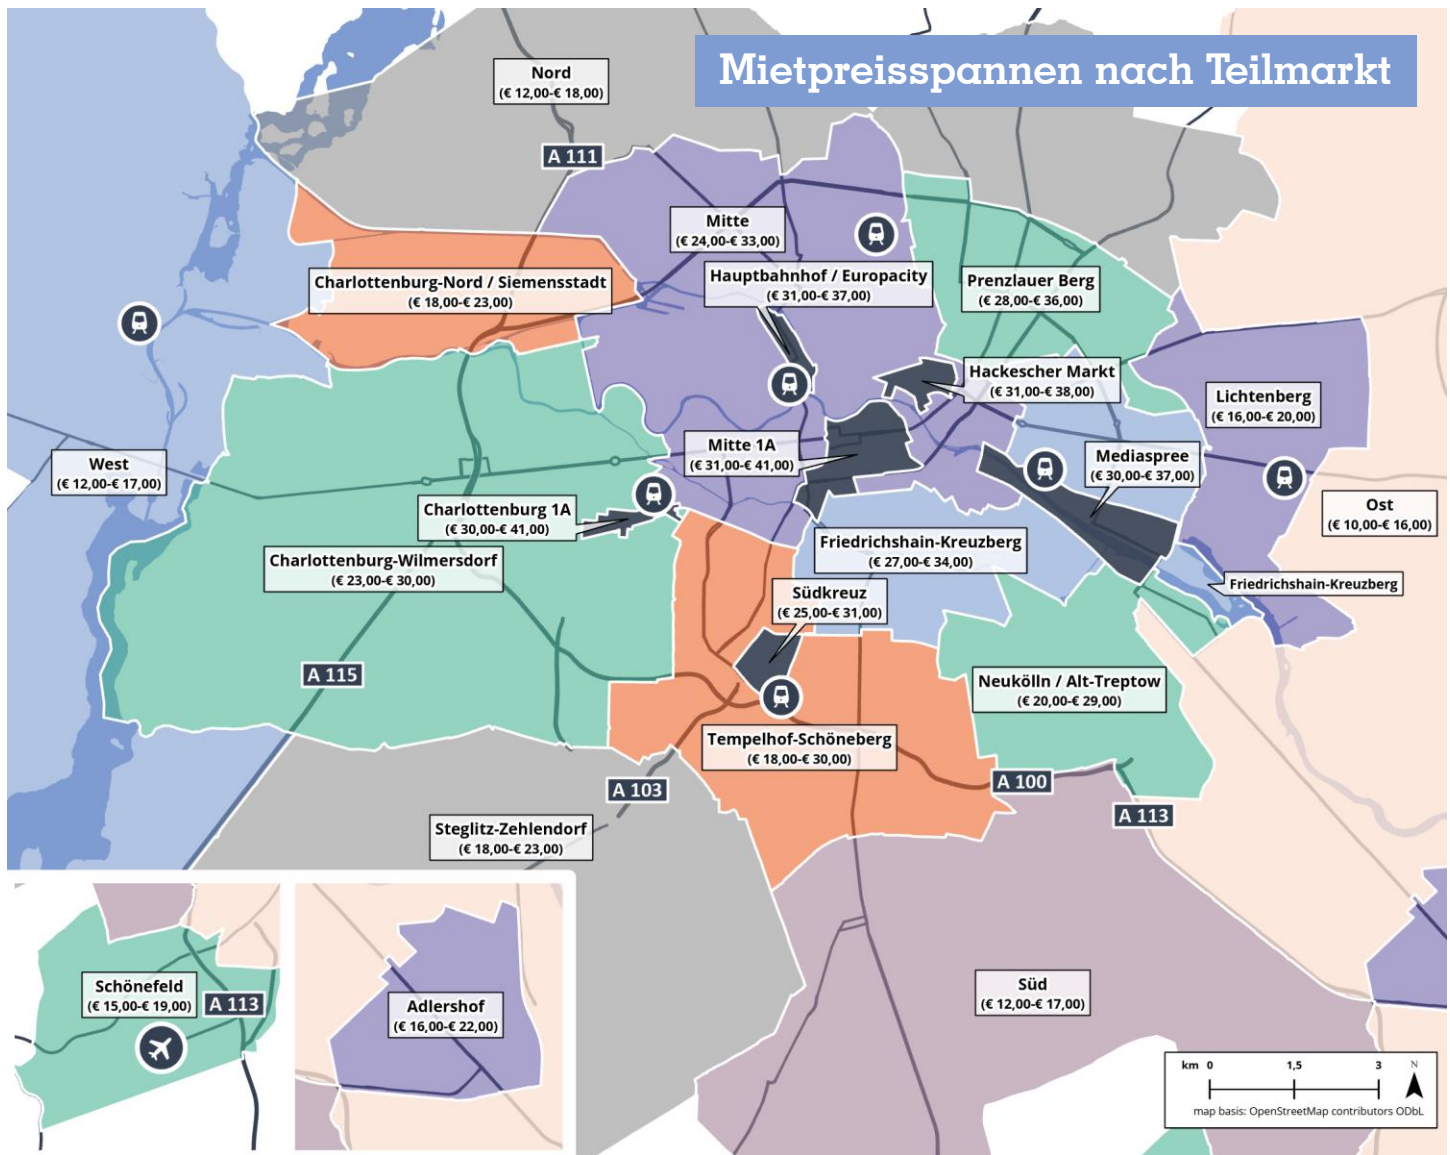 Mietpreisspannen nach Teilmarkt
Nord
(€ 12,00-€ 18,00)
A 111
Mitte
(€ 24,00-€ 33,00)
Hauptbahnhof / Europacity
(€ 31,00-€ 37,00)
Prenzlauer Berg
(€ 28,00-€ 36,00)
Charlottenburg-Nord / Siemensstadt
(€ 18,00-€ 23,00)
Hackescher Markt
(€ 31,00-€ 38,00)
Lichtenberg
(€ 16,00-€ 20,00)
Mitte 1A
(€ 31,00-€ 41,00)
Mediaspree
(€ 30,00-€ 37,00)
West
(€ 12,00-€ 17,00)
Charlottenburg 1A
(€ 30,00-€ 41,00)
Ost
(€ 10,00-€ 16,00)
Charlottenburg-Wilmersdorf
(€ 23,00-€ 30,00)
Friedrichshain-Kreuzberg
(€ 27,00-€ 34,00)
Friedrichshain-Kreuzberg
Südkreuz
(€ 25,00-€ 31,00)
A 115
Neukölln / Alt-Treptow
(€ 20,00-€ 29,00)
Tempelhof-Schöneberg
(€ 18,00-€ 30,00)
A 103
A 100
A 113
Steglitz-Zehlendorf
(€ 18,00-€ 23,00)
Schönefeld
(€ 15,00-€ 19,00)
A 113
Adlershof
(€ 16,00-€ 22,00)
Süd
(€ 12,00-€ 17,00)
km 0 1,5 3 N
map basis: OpenStreetMap contributors ODbL